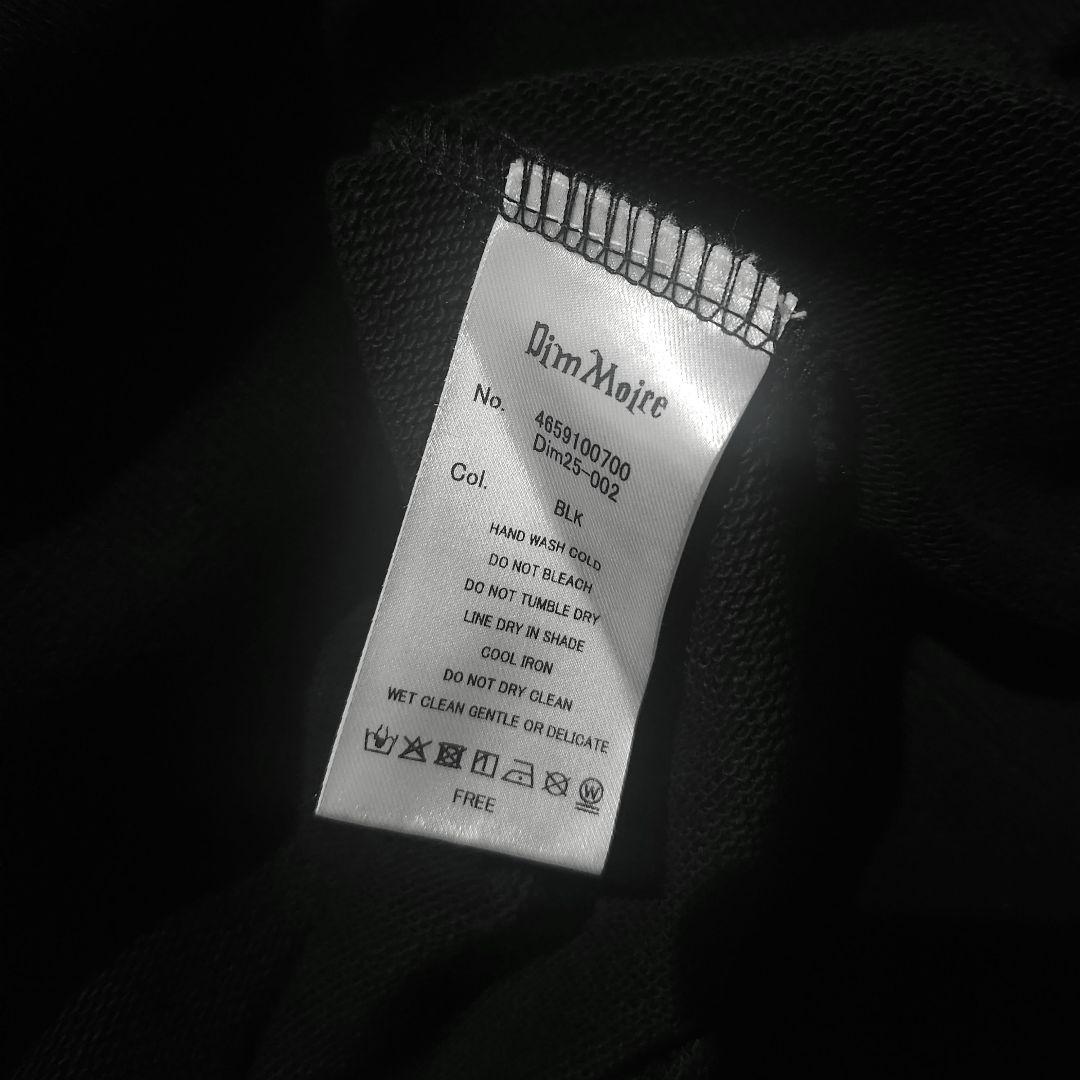 Dim Moire
No. 4659100700
Dim25-002
Col. BLK
HAND WASH COLD
DO NOT BLEACH
DO NOT TUMBLE DRY
LINE DRY IN SHADE
COOL IRON
DO NOT DRY CLEAN
WET CLEAN GENTLE OR DELICATE
W
FREE